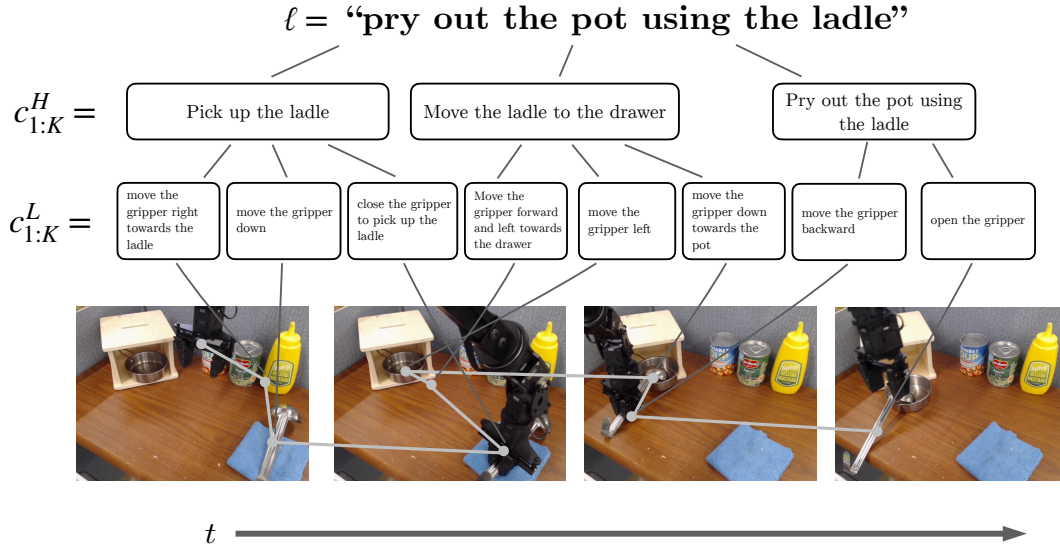 ℓ = “pry out the pot using the ladle”
c^H_{1:K} =
Pick up the ladle
Move the ladle to the drawer
Pry out the pot using
the ladle
c^L_{1:K} =
move the
gripper right
towards the
ladle
move the gripper
down
close the gripper
to pick up the
ladle
Move the
gripper forward
and left towards
the drawer
move the
gripper left
move the
gripper down
towards the
pot
move the gripper
backward
open the gripper
t